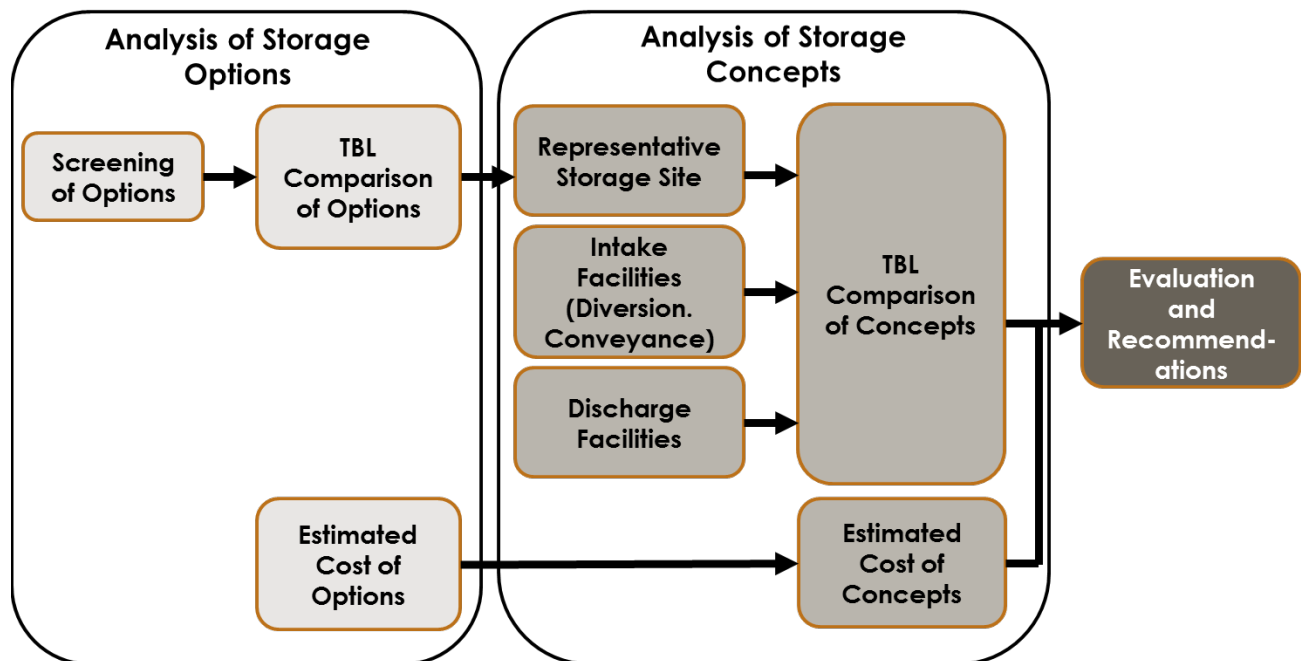 Analysis of Storage
Options
Analysis of Storage
Concepts
Screening
of Options
TBL
Comparison
of Options
Representative
Storage Site
Intake
Facilities
(Diversion.
Conveyance)
Discharge
Facilities
TBL
Comparison
of Concepts
Evaluation
and
Recommend-
ations
Estimated
Cost of
Options
Estimated
Cost of
Concepts